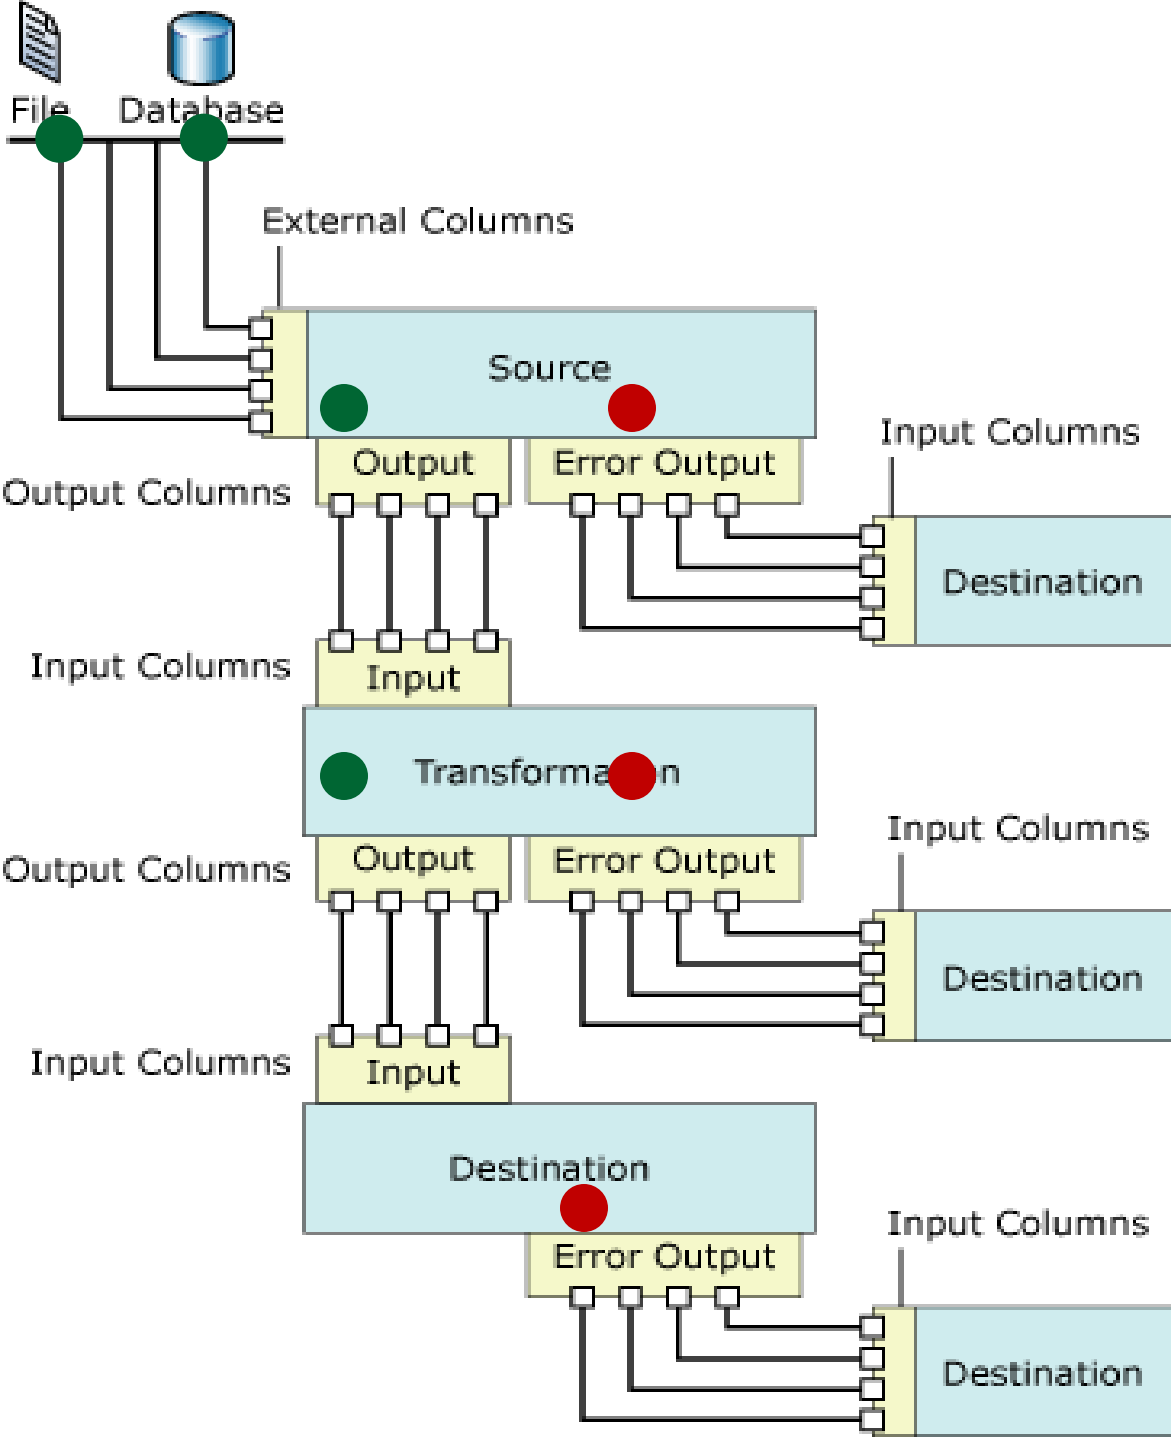 File Database
External Columns
Source
Input Columns
Output Error Output
Output Columns
Destination
Input Columns
Input
Transformation
Input Columns
Output Error Output
Output Columns
Destination
Input Columns
Input
Destination
Input Columns
Error Output
Destination